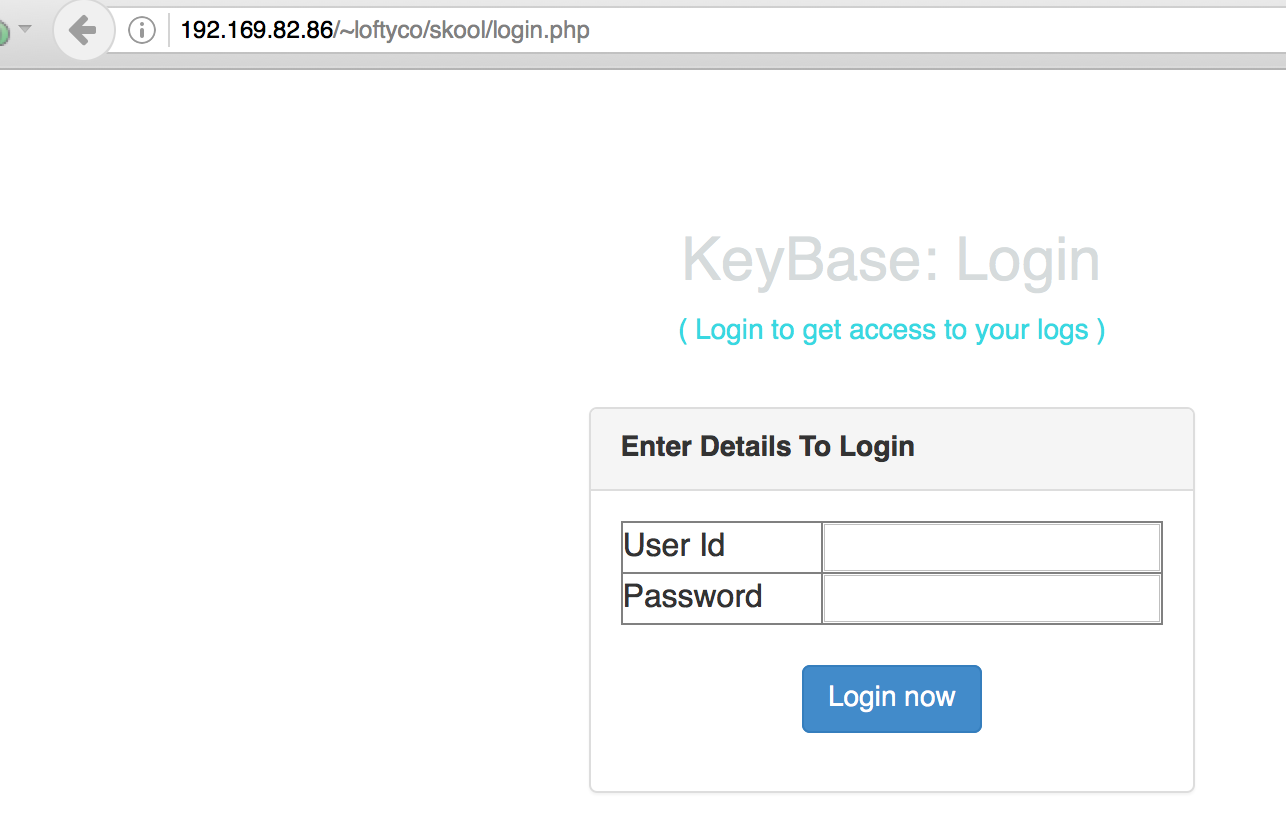 192.169.82.86/~loftyco/skool/login.php
KeyBase: Login
( Login to get access to your logs )
Enter Details To Login
User Id
Password
Login now